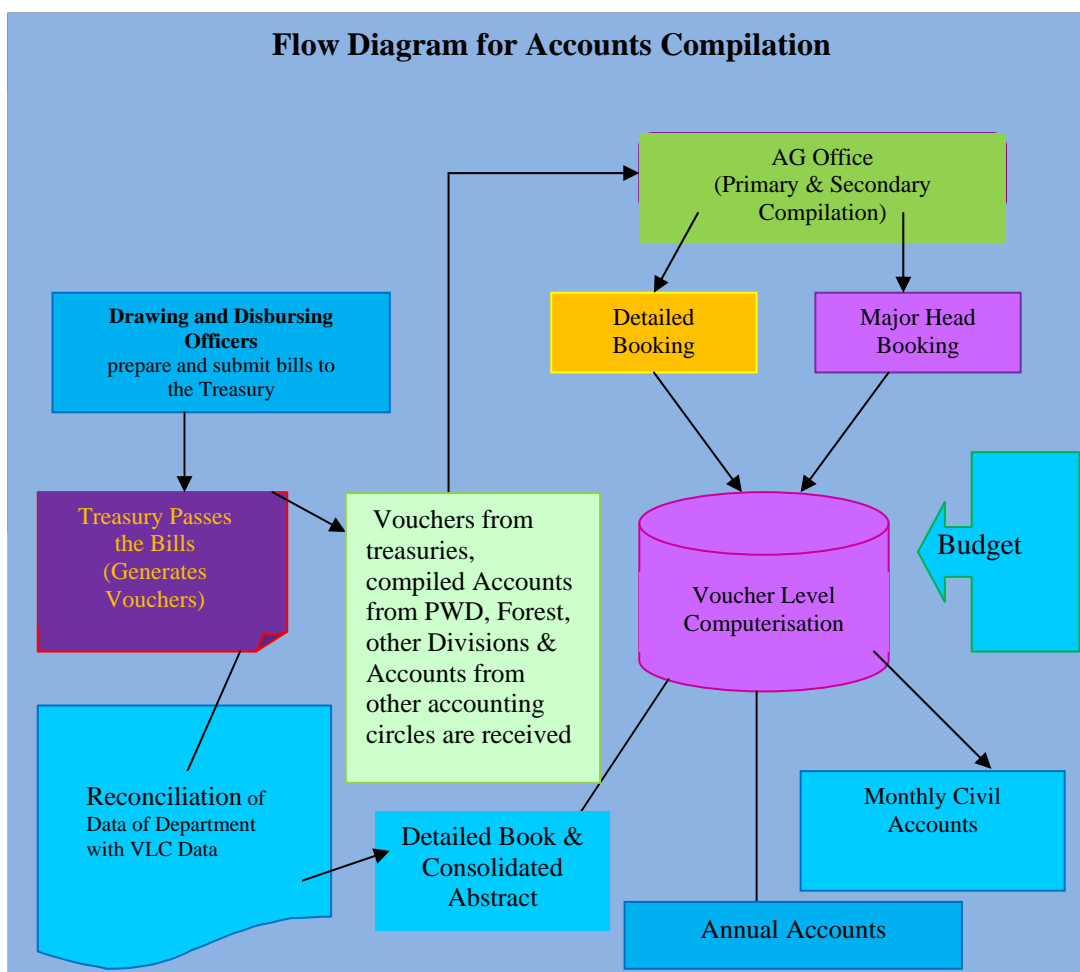 Flow Diagram for Accounts Compilation
AG Office
(Primary & Secondary
Compilation)
Detailed
Booking
Major Head
Booking
Drawing and Disbursing
Officers
prepare and submit bills to
the Treasury
Treasury Passes
the Bills
(Generates
Vouchers)
Vouchers from
treasuries,
compiled Accounts
from PWD, Forest,
other Divisions &
Accounts from
other accounting
circles are received
Voucher Level
Computerisation
Budget
Reconciliation of
Data of Department
with VLC Data
Detailed Book &
Consolidated
Abstract
Monthly Civil
Accounts
Annual Accounts